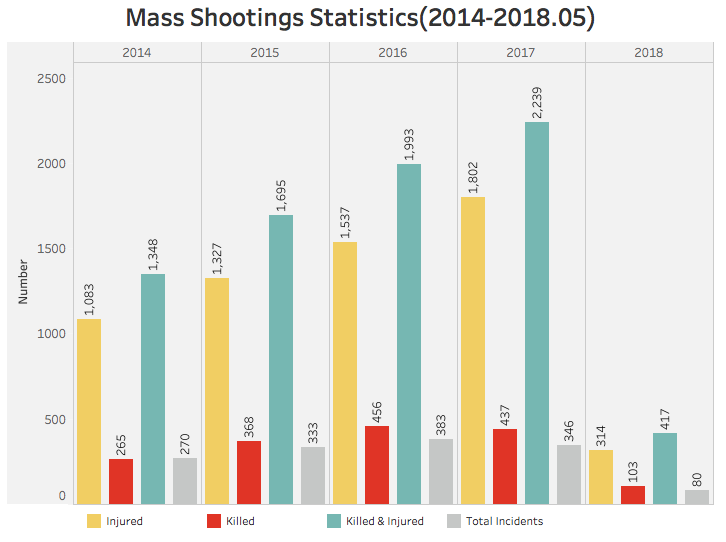 Mass Shootings Statistics(2014-2018.05)
2014 2015 2016 2017 2018
2500
2000
1500
1000
500
0
Number
1,083 265 1,348 270
1,327 368 1,695 333
1,537 456 1,993 383
1,802 437 2,239 346
314 103 417 80
Injured Killed Killed & Injured Total Incidents